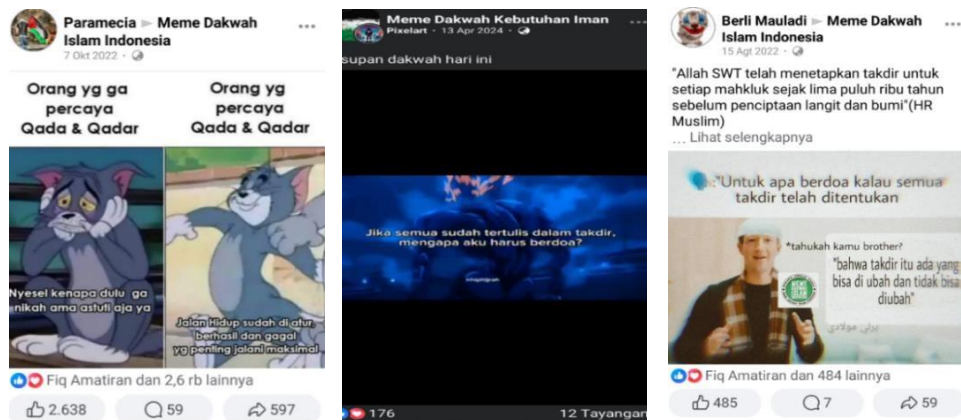 Paramecia ▸ Meme Dakwah
Islam Indonesia
7 Okt 2022 ·
Orang yg ga
percaya
Qada & Qadar
Orang yg
percaya
Qada & Qadar
Nyesel kenapa dulu ga
nikah ama astuti aja ya
Jalan Hidup sudah di atur,
berhasil dan gagal
yg penting jalani maksimal
Fiq Amatiran dan 2,6 rb lainnya
2.638
59
597
Meme Dakwah Kebutuhan Iman
Pixelart · 13 Apr 2024 ·
supan dakwah hari ini
Jika semua sudah tertulis dalam takdir,
mengapa aku harus berdoa?
176
12 Tayangan
Berli Mauladi ▸ Meme Dakwah
Islam Indonesia
15 Agt 2022 ·
"Allah SWT telah menetapkan takdir untuk
setiap mahkluk sejak lima puluh ribu tahun
sebelum penciptaan langit dan bumi"(HR
Muslim)
... Lihat selengkapnya
:"Untuk apa berdoa kalau semua
takdir telah ditentukan
*tahukah kamu brother?
"bahwa takdir itu ada yang
bisa di ubah dan tidak bisa
diubah"
برلي مولادي
Fiq Amatiran dan 484 lainnya
485
7
59